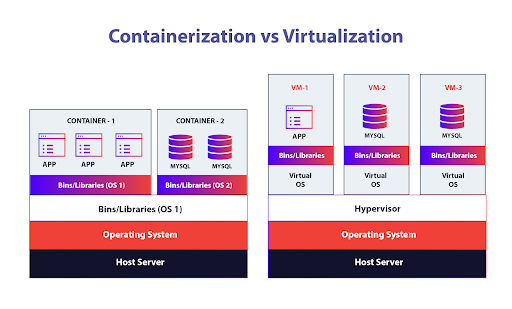 Containerization vs Virtualization
CONTAINER - 1
APP
APP
APP
Bins/Libraries (OS 1)
CONTAINER - 2
MYSQL
MYSQL
Bins/Libraries (OS 2)
Bins/Libraries (OS 1)
Operating System
Host Server
VM-1
APP
Bins/Libraries
Virtual
OS
VM-2
MYSQL
Bins/Libraries
Virtual
OS
VM-3
MYSQL
Bins/Libraries
Virtual
OS
Hypervisor
Operating System
Host Server